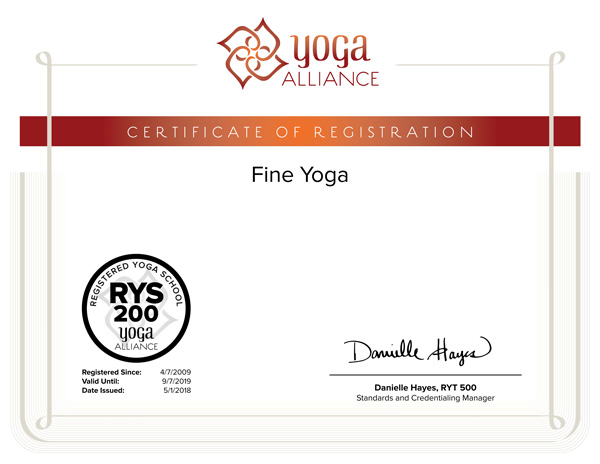 yoga
ALLIANCE
CERTIFICATE OF REGISTRATION
Fine Yoga
REGISTERED YOGA SCHOOL
RYS
200
yoga
ALLIANCE
Registered Since: 4/7/2009
Valid Until: 9/7/2019
Date Issued: 5/1/2018
Danielle Hayes
Danielle Hayes, RYT 500
Standards and Credentialing Manager